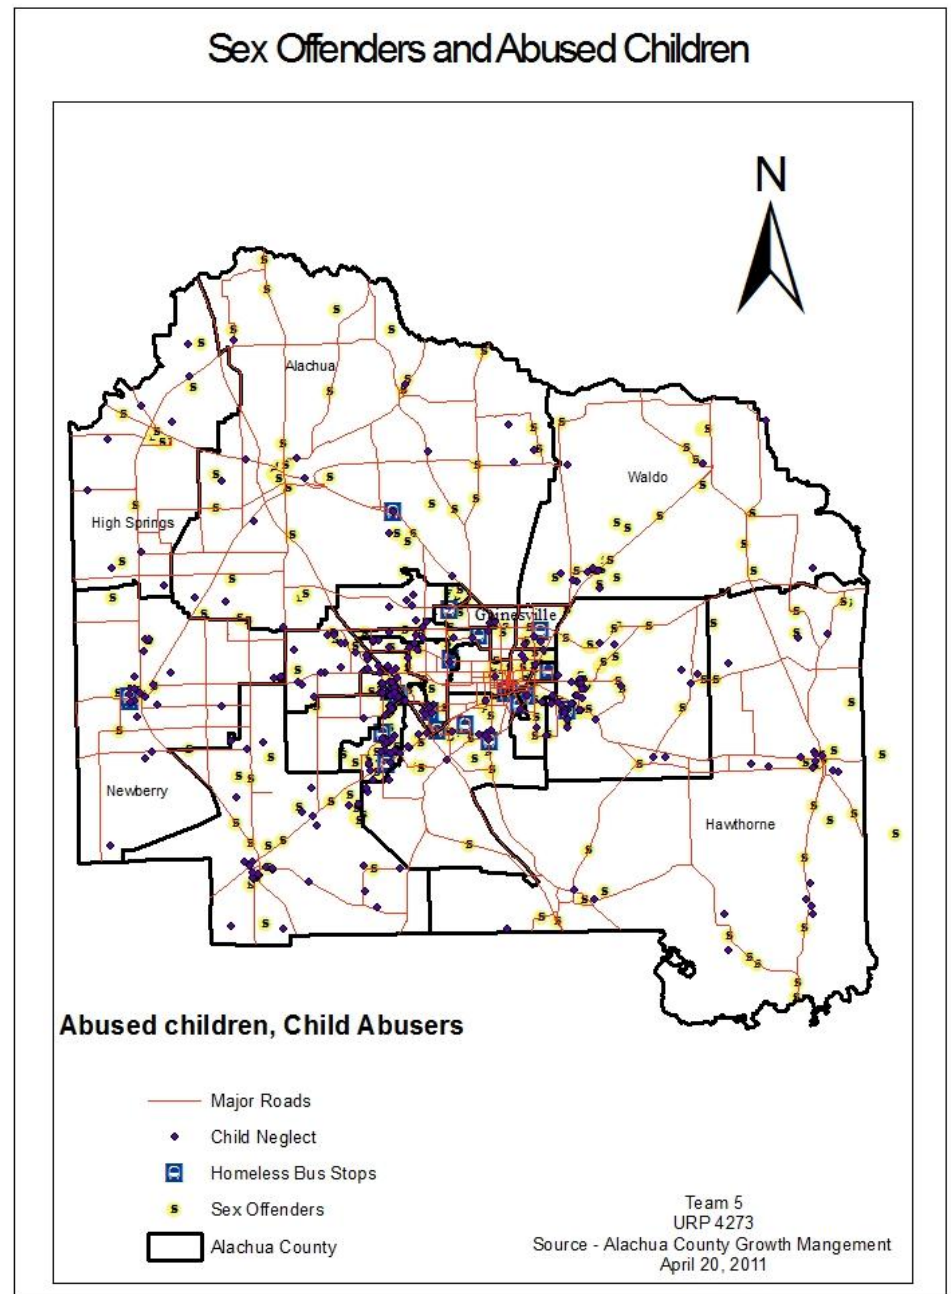 Sex Offenders and Abused Children
N
Alachua
Waldo
High Springs
Gainesville
Newberry
Hawthorne
Abused children, Child Abusers
Major Roads
Child Neglect
Homeless Bus Stops
S Sex Offenders
Alachua County
Team 5
URP 4273
Source - Alachua County Growth Mangement
April 20, 2011